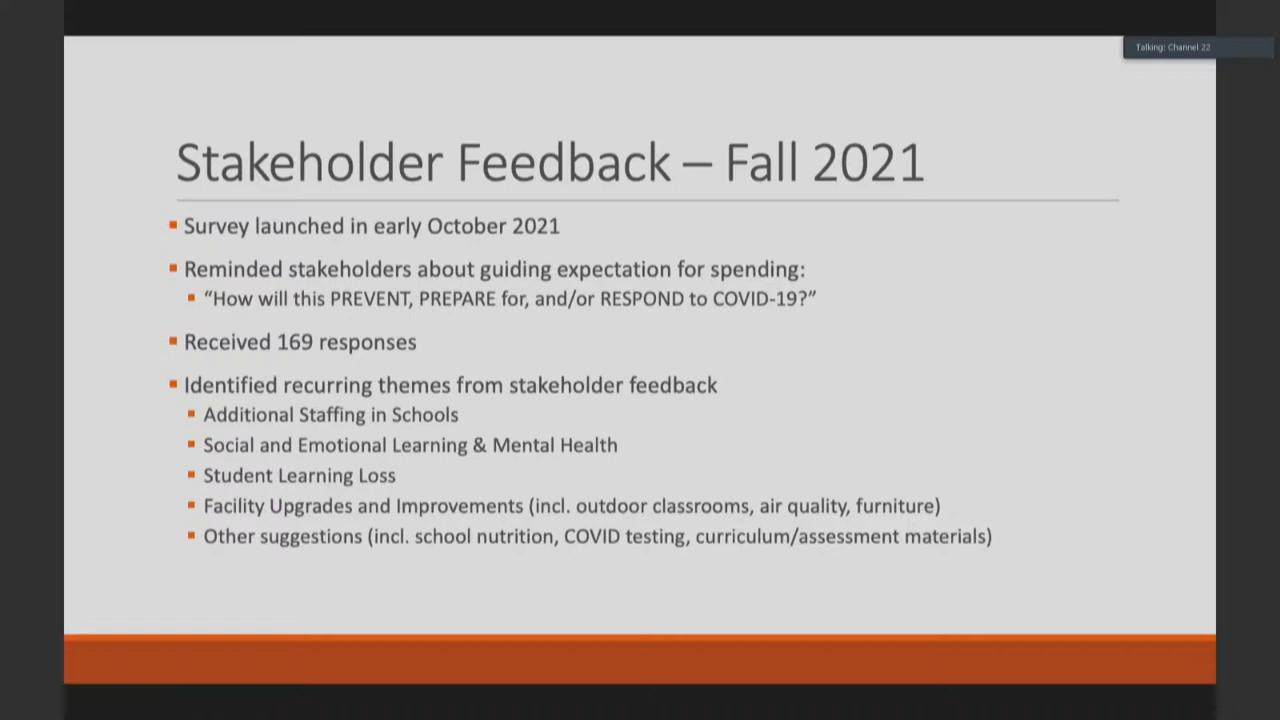 Talking: Channel 22
Stakeholder Feedback – Fall 2021
Survey launched in early October 2021
Reminded stakeholders about guiding expectation for spending:
“How will this PREVENT, PREPARE for, and/or RESPOND to COVID-19?”
Received 169 responses
Identified recurring themes from stakeholder feedback
Additional Staffing in Schools
Social and Emotional Learning & Mental Health
Student Learning Loss
Facility Upgrades and Improvements (incl. outdoor classrooms, air quality, furniture)
Other suggestions (incl. school nutrition, COVID testing, curriculum/assessment materials)